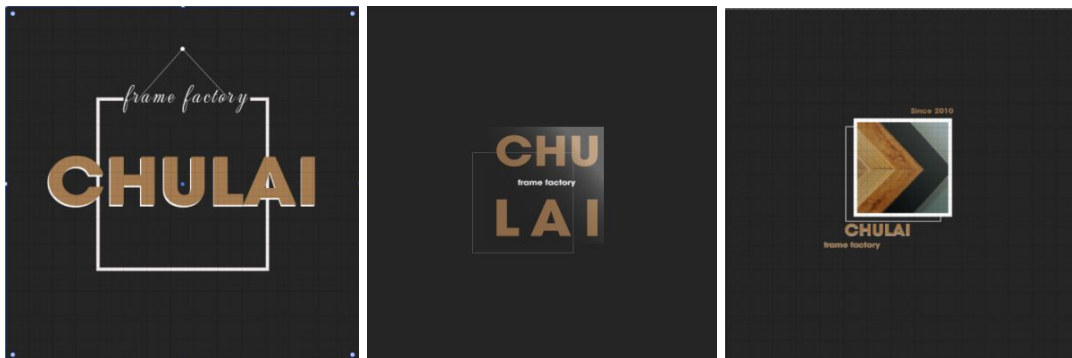 frame factory
CHULAI
CHU
frame factory
LAI
Since 2010
CHULAI
frame factory